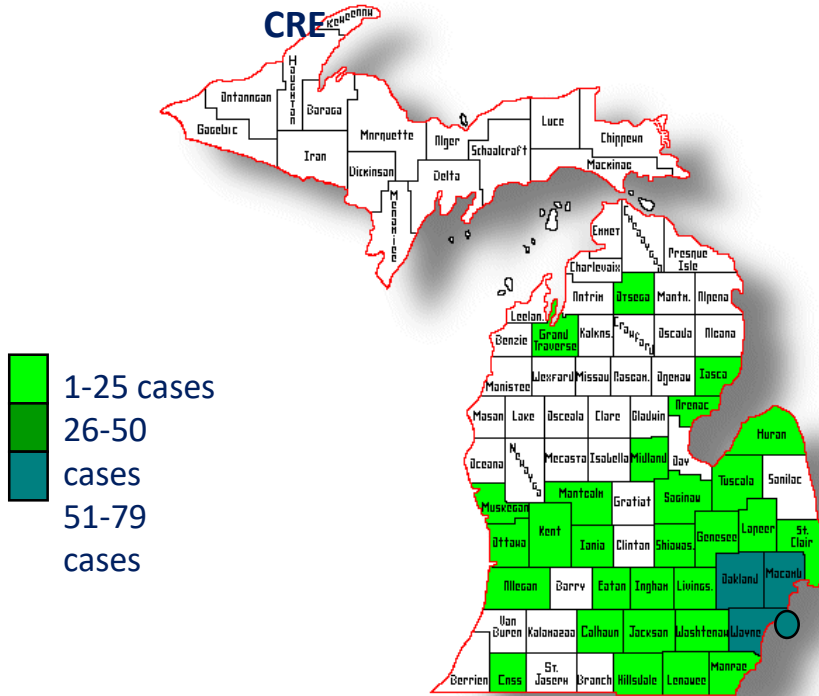 CRE
Keweenaw
Houghton
Ontonagon
Baraga
Gogebic
Iron
Marquette
Alger
Luce
Chippewa
Schoolcraft
Mackinac
Dickinson
Delta
Menominee
Emmet
Cheboygan
Presque
Isle
Charlevoix
Antrim
Otsego
Montm.
Alpena
Leelan.
Benzie
Grand
Traverse
Kalkns.
Crawford
Oscoda
Alcona
Manistee
Wexford
Missau
Roscom.
Ogemaw
Iosco
Arenac
Mason
Lake
Osceola
Clare
Gladwin
Huron
Oceana
Newaygo
Mecosta
Isabella
Midland
Bay
Tuscola
Sanilac
Muskegon
Montcalm
Gratiot
Saginaw
Ottawa
Kent
Ionia
Clinton
Shiawas.
Genesee
Lapeer
St.
Clair
Allegan
Barry
Eaton
Ingham
Livings.
Oakland
Macomb
Van
Buren
Kalamazoo
Calhoun
Jackson
Washtenaw
Wayne
Berrien
Cass
St.
Joseph
Branch
Hillsdale
Lenawee
Monroe
1-25 cases
26-50
cases
51-79
cases